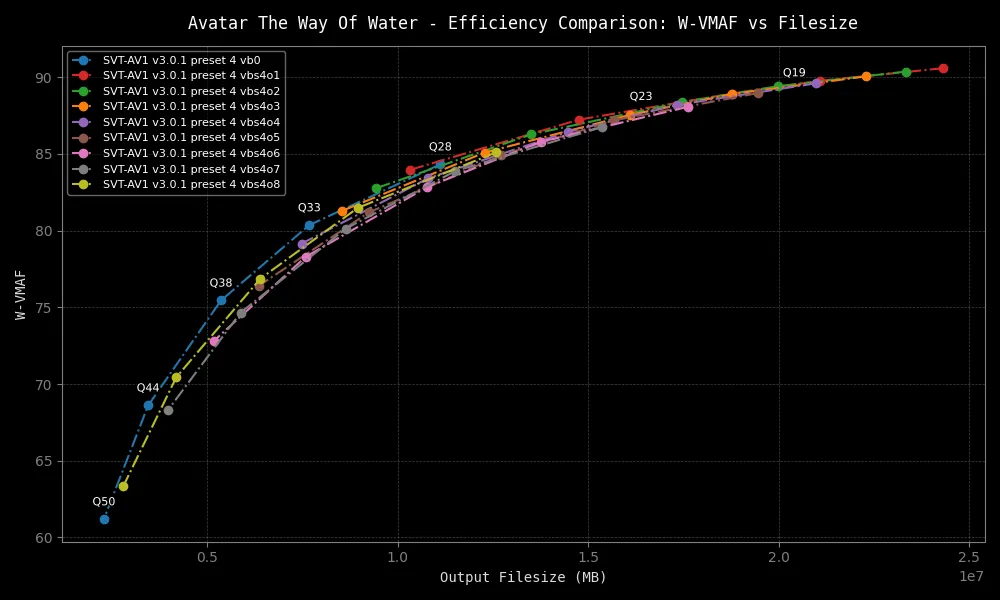 Avatar The Way Of Water - Efficiency Comparison: W-VMAF vs Filesize
SVT-AV1 v3.0.1 preset 4 vb0
SVT-AV1 v3.0.1 preset 4 vbs4o1
SVT-AV1 v3.0.1 preset 4 vbs4o2
SVT-AV1 v3.0.1 preset 4 vbs4o3
SVT-AV1 v3.0.1 preset 4 vbs4o4
SVT-AV1 v3.0.1 preset 4 vbs4o5
SVT-AV1 v3.0.1 preset 4 vbs4o6
SVT-AV1 v3.0.1 preset 4 vbs4o7
SVT-AV1 v3.0.1 preset 4 vbs4o8
Q19
Q23
Q28
Q33
Q38
Q44
Q50
W-VMAF
90
85
80
75
70
65
60
0.5
1.0
1.5
2.0
2.5
1e7
Output Filesize (MB)